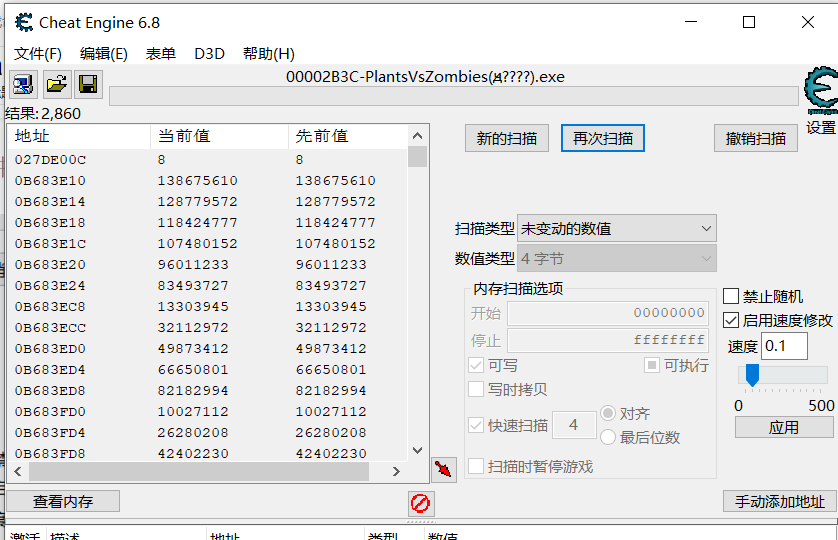 Cheat Engine 6.8
文件(F) 编辑(E) 表单 D3D 帮助(H)
00002B3C-PlantsVsZombies(и????).exe
结果:2,860
设置
地址 当前值 先前值
027DE00C 8 8
0B683E10 138675610 138675610
0B683E14 128779572 128779572
0B683E18 118424777 118424777
0B683E1C 107480152 107480152
0B683E20 96011233 96011233
0B683E24 83493727 83493727
0B683EC8 13303945 13303945
0B683ECC 32112972 32112972
0B683ED0 49873412 49873412
0B683ED4 66650801 66650801
0B683ED8 82182994 82182994
0B683FD0 10027112 10027112
0B683FD4 26280208 26280208
0B683FD8 42402230 42402230
新的扫描 再次扫描 撤销扫描
扫描类型 未变动的数值
数值类型 4 字节
内存扫描选项
开始 00000000
停止 ffffffff
可写 可执行
写时拷贝
快速扫描 4 对齐
最后位数
扫描时暂停游戏
禁止随机
启用速度修改
速度 0.1
0 500
应用
查看内存 手动添加地址
激活 描述 地址 类型 数值